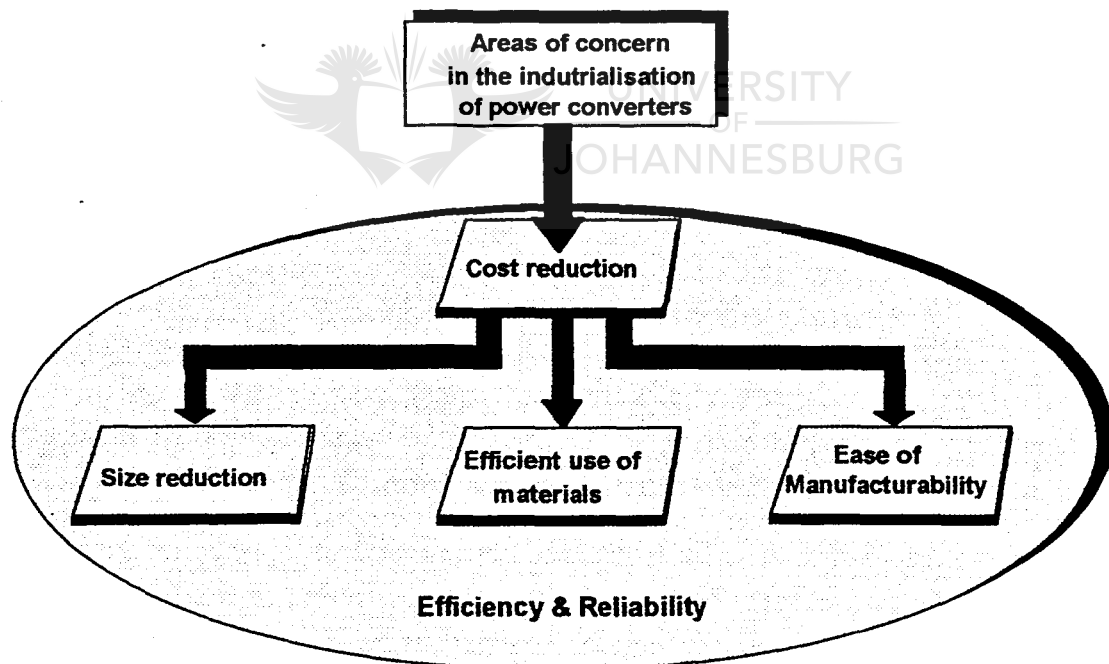 Areas of concern
in the indutrialisation
of power converters
UNIVERSITY
OF
JOHANNESBURG
Cost reduction
Size reduction
Efficient use of
materials
Ease of
Manufacturability
Efficiency & Reliability